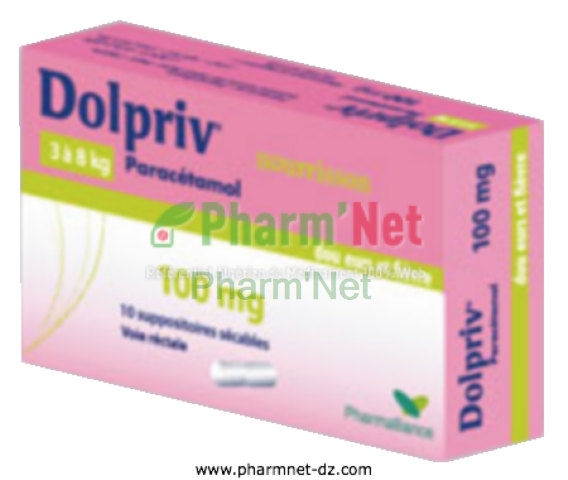 Dolpriv
3 à 8 kg
Paracétamol
nourrisson
Pharm'Net
douleurs et fièvre
Pharm'Net
100 mg
10 suppositoires sécables
Voie rectale
Pharmalliance
Dolpriv
Paracétamol
100 mg
douleurs et fièvre
Dolpriv
www.pharmnet-dz.com